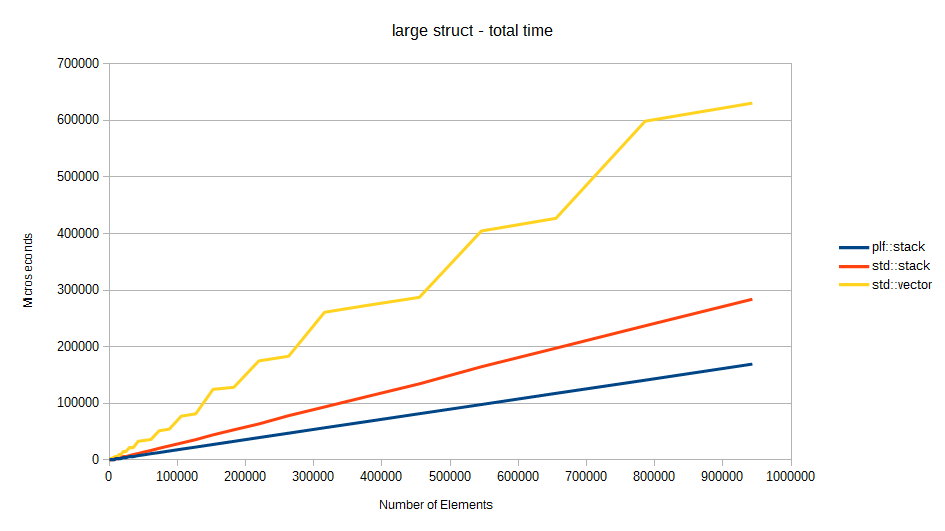 large struct - total time
700000
600000
500000
400000
300000
200000
100000
0
Microseconds
0 100000 200000 300000 400000 500000 600000 700000 800000 900000 1000000
Number of Elements
plf::stack
std::stack
std::vector